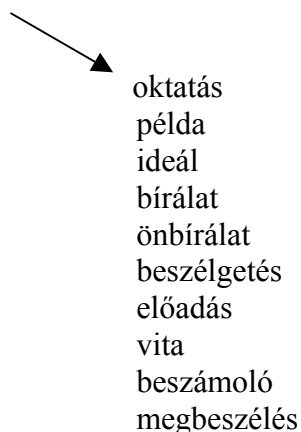 oktatás
példa
ideál
bírálat
önbírálat
beszélgetés
előadás
vita
beszámoló
megbeszélés